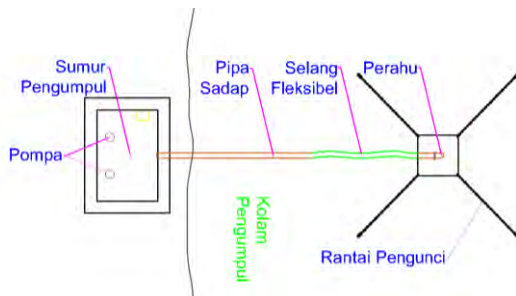 Sumur
Pengumpul
Pipa
Sadap
Selang
Fleksibel
Perahu
Pompa
Kolam
Pengumpul
Rantai Pengunci